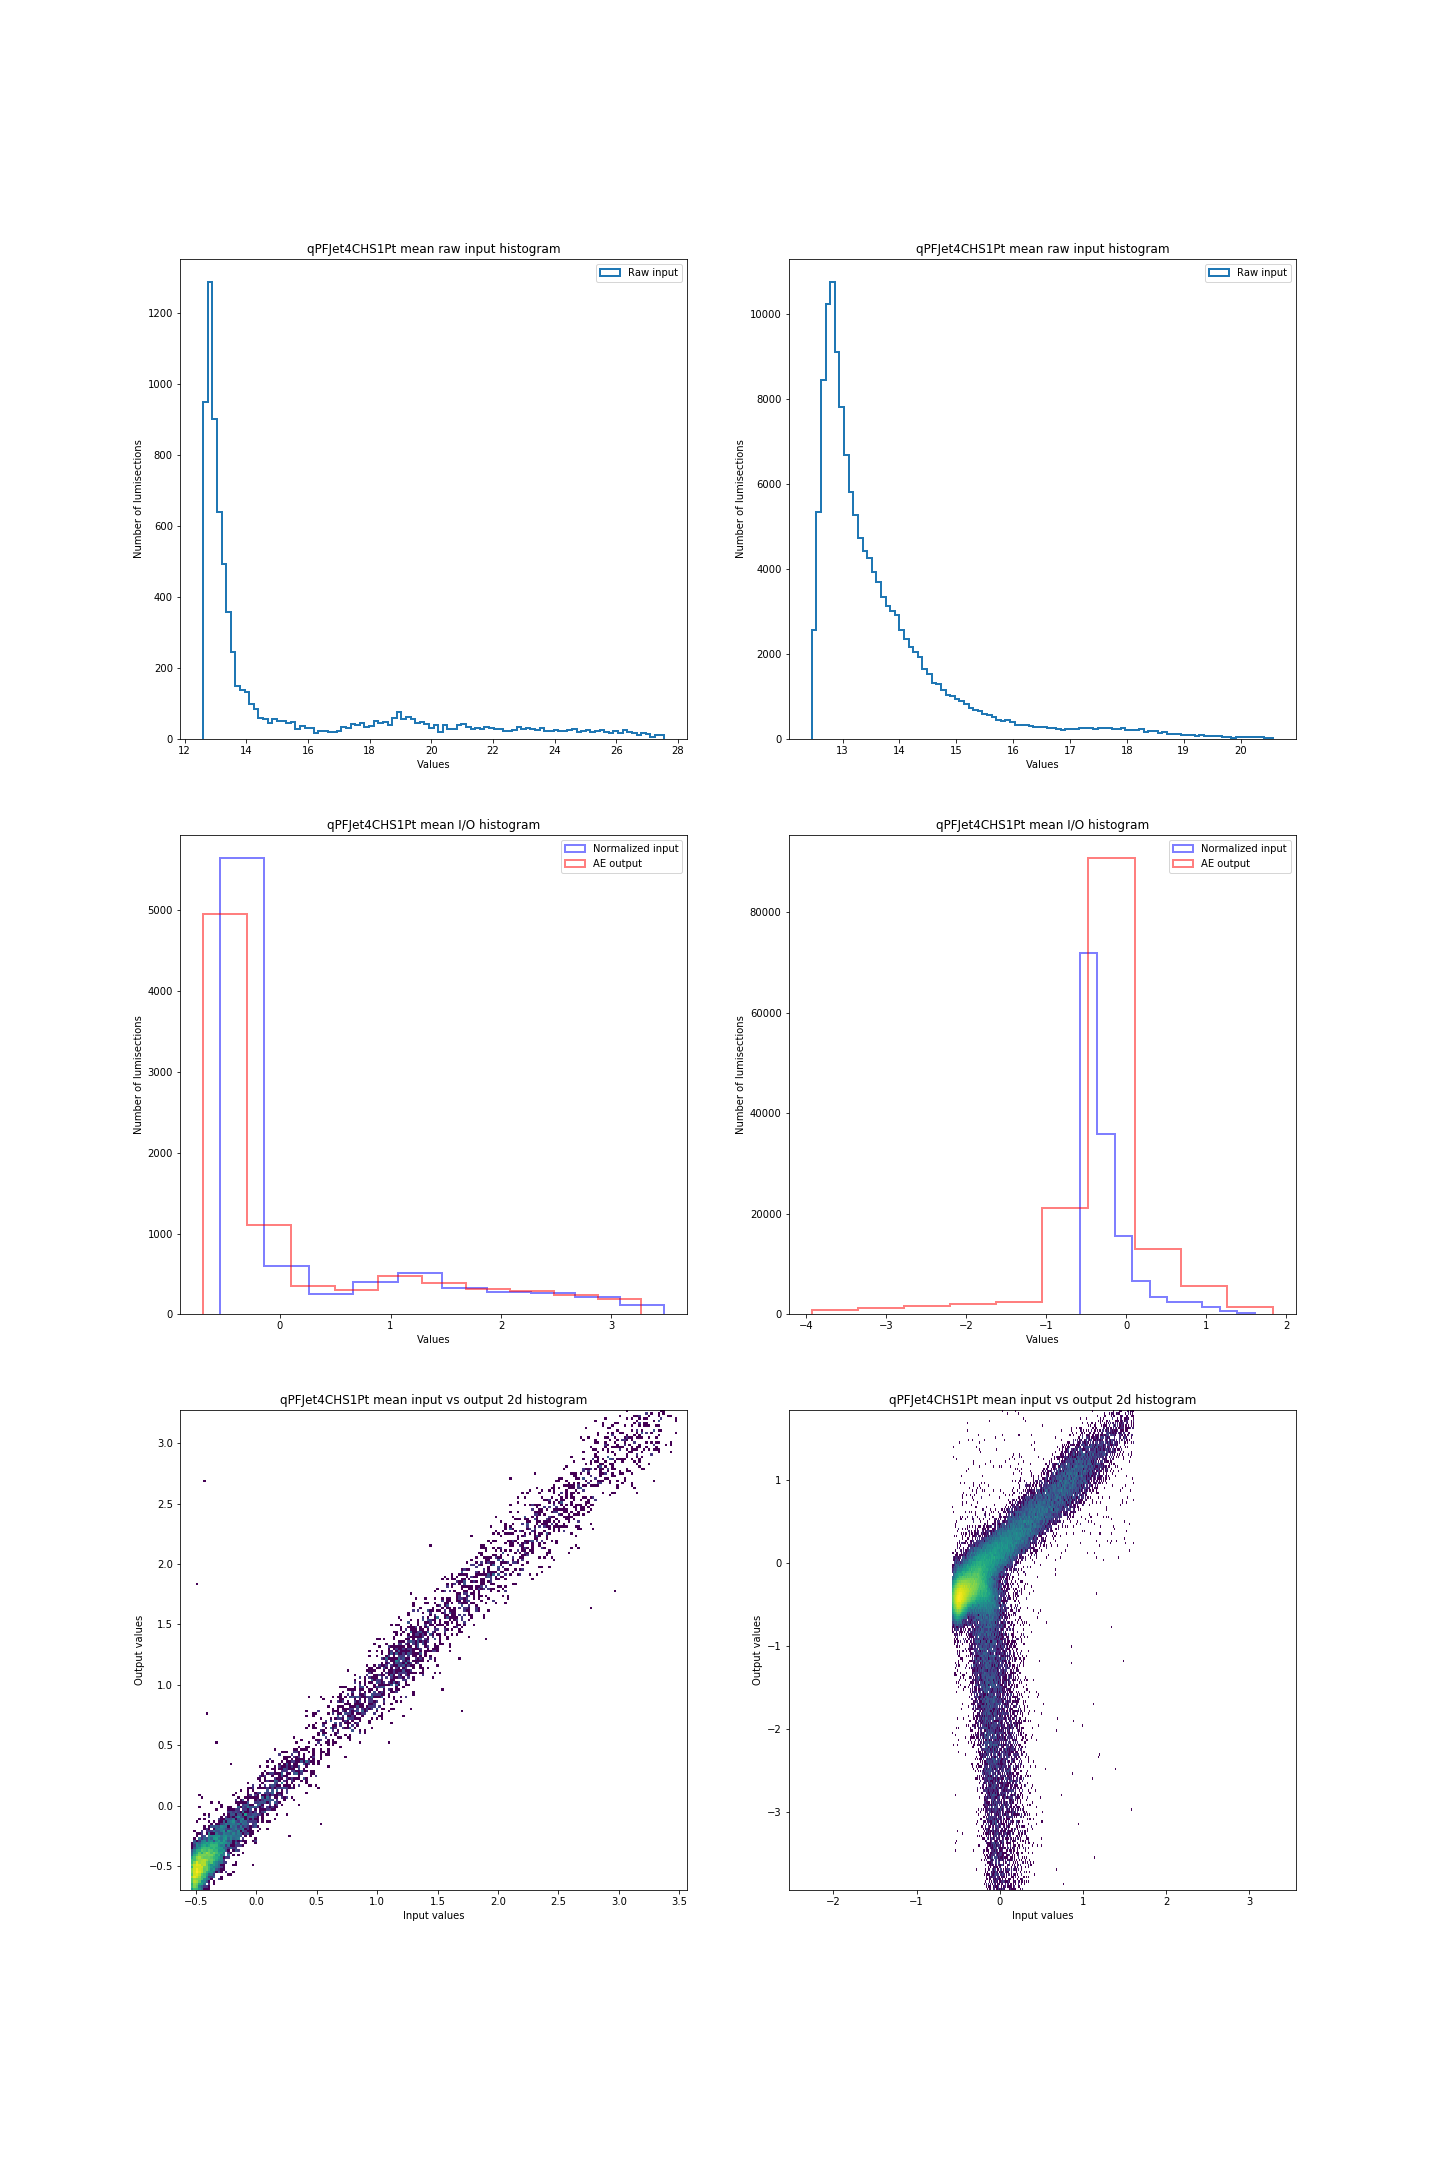 qPFJet4CHS1Pt mean raw input histogram
Raw input
1200
1000
800
600
400
200
0
Number of lumisections
12 14 16 18 20 22 24 26 28
Values
qPFJet4CHS1Pt mean raw input histogram
Raw input
10000
8000
6000
4000
2000
0
Number of lumisections
13 14 15 16 17 18 19 20
Values
qPFJet4CHS1Pt mean I/O histogram
Normalized input
AE output
5000
4000
3000
2000
1000
0
Number of lumisections
0 1 2 3
Values
qPFJet4CHS1Pt mean I/O histogram
Normalized input
AE output
80000
60000
40000
20000
0
Number of lumisections
−4 −3 −2 −1 0 1 2
Values
qPFJet4CHS1Pt mean input vs output 2d histogram
3.0
2.5
2.0
1.5
1.0
0.5
0.0
−0.5
Output values
−0.5 0.0 0.5 1.0 1.5 2.0 2.5 3.0 3.5
Input values
qPFJet4CHS1Pt mean input vs output 2d histogram
1
0
−1
−2
−3
Output values
−2 −1 0 1 2 3
Input values